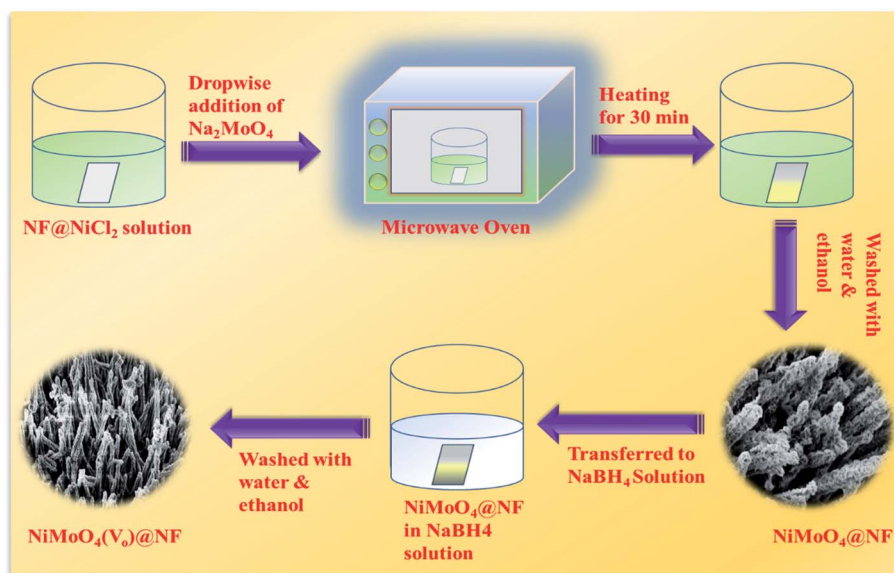 Dropwise
addition of
Na₂MoO₄
Heating
for 30 min
NF@NiCl₂ solution
Microwave Oven
Washed with
water &
ethanol
NiMoO₄@NF
Transferred to
NaBH₄ Solution
NiMoO₄@NF
in NaBH4
solution
Washed with
water &
ethanol
NiMoO₄(Vₒ)@NF